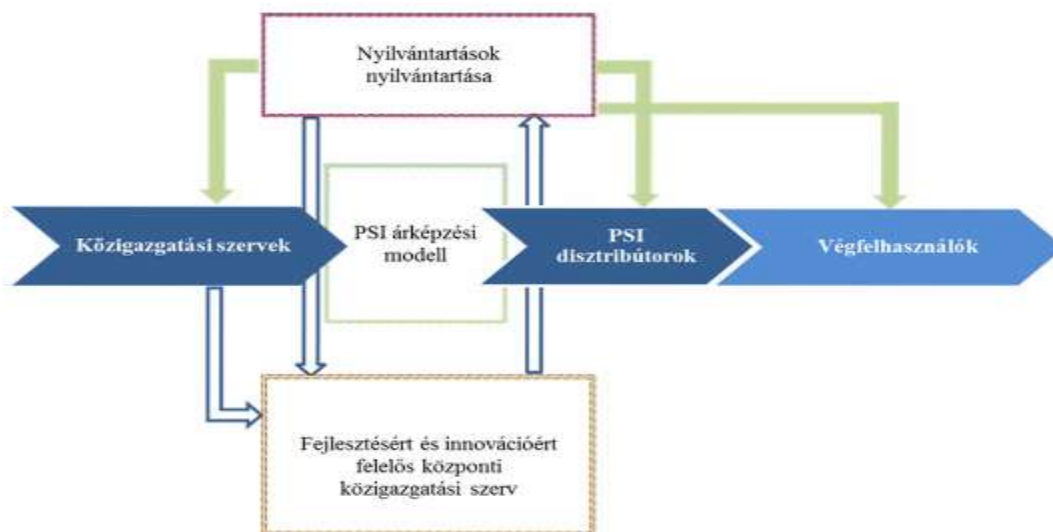 Nyilvántartások
nyilvántartása
Közigazgatási szervek
PSI árképzési
modell
PSI
disztribútorok
Végfelhasználók
Fejlesztésért és innovációért
felelős központi
közigazgatási szerv